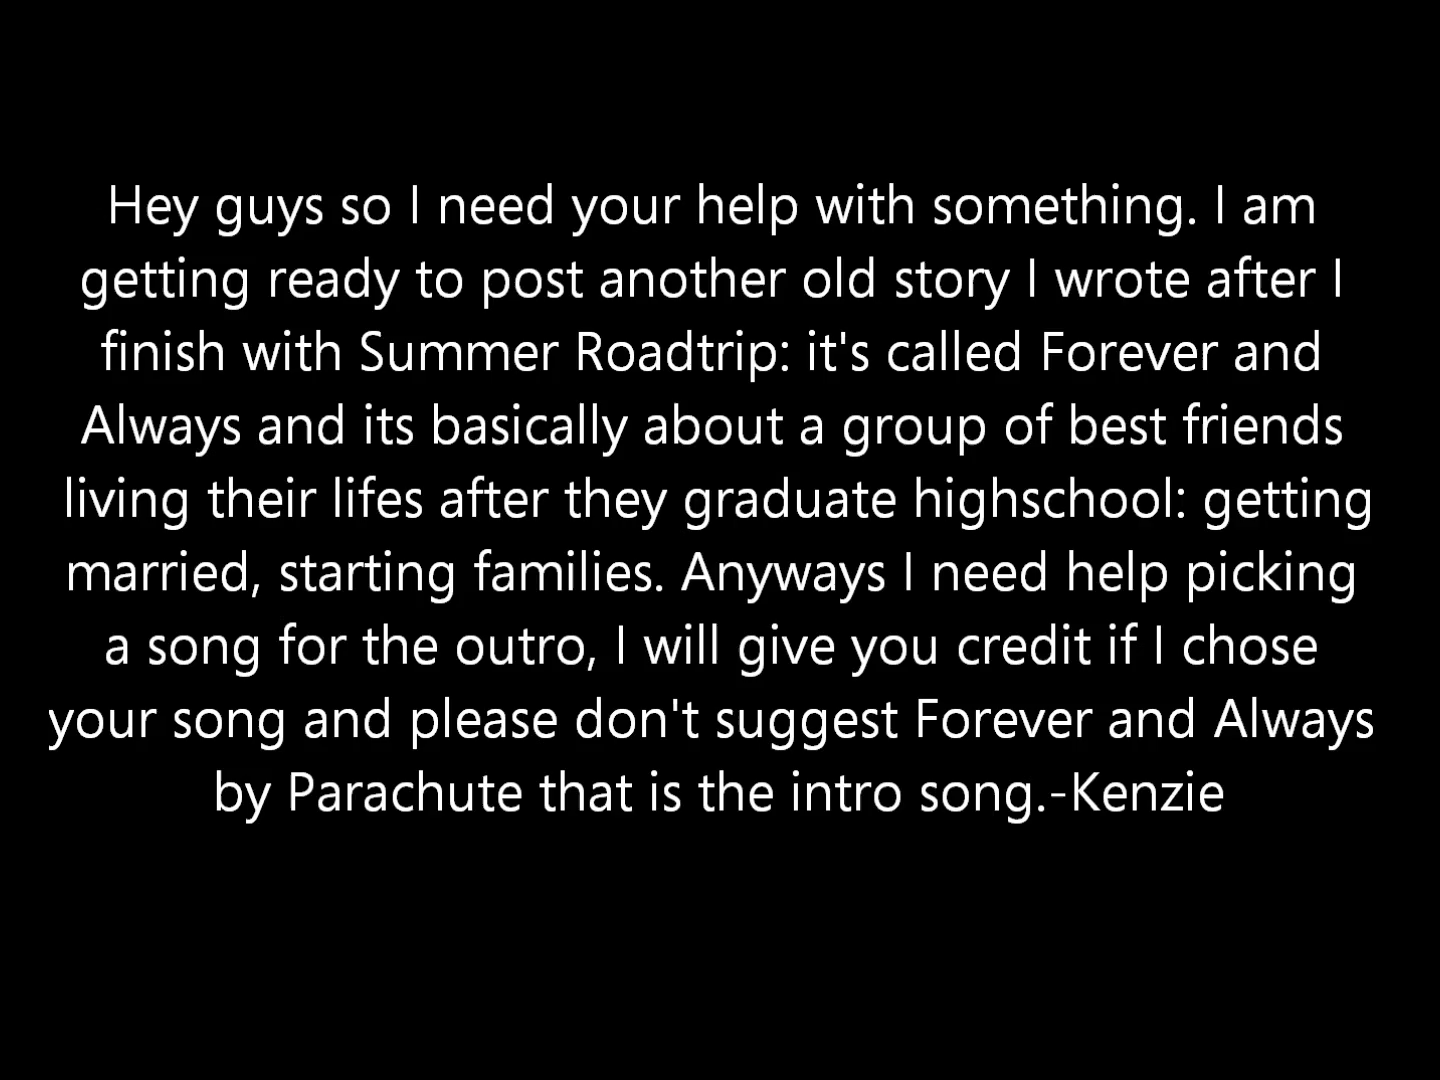 Hey guys so I need your help with something. I am
getting ready to post another old story I wrote after I
finish with Summer Roadtrip: it's called Forever and
Always and its basically about a group of best friends
living their lifes after they graduate highschool: getting
married, starting families. Anyways I need help picking
a song for the outro, I will give you credit if I chose
your song and please don't suggest Forever and Always
by Parachute that is the intro song.-Kenzie